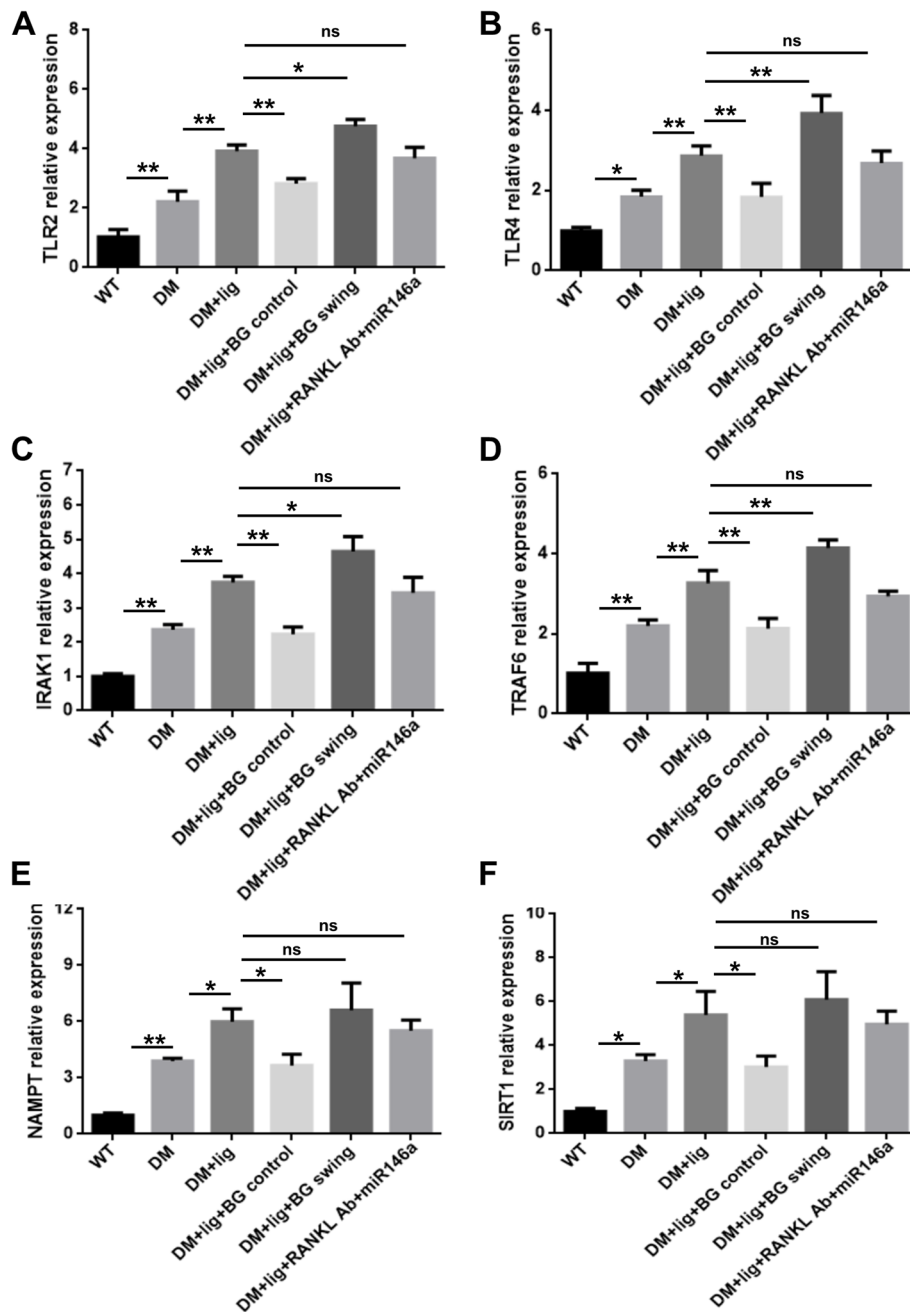 A
TLR2 relative expression
8
6
4
2
0
**
**
**
*
ns
WT
DM
DM+lig
DM+lig+BG control
DM+lig+BG swing
DM+lig+RANKL Ab+miR146a
B
TLR4 relative expression
6
4
2
0
*
**
**
**
ns
WT
DM
DM+lig
DM+lig+BG control
DM+lig+BG swing
DM+lig+RANKL Ab+miR146a
C
IRAK1 relative expression
7
6
5
4
3
2
1
0
**
**
**
*
ns
WT
DM
DM+lig
DM+lig+BG control
DM+lig+BG swing
DM+lig+RANKL Ab+miR146a
D
TRAF6 relative expression
6
4
2
0
**
**
**
**
ns
WT
DM
DM+lig
DM+lig+BG control
DM+lig+BG swing
DM+lig+RANKL Ab+miR146a
E
NAMPT relative expression
12
9
6
3
0
**
*
*
ns
ns
WT
DM
DM+lig
DM+lig+BG control
DM+lig+BG swing
DM+lig+RANKL Ab+miR146a
F
SIRT1 relative expression
10
8
6
4
2
0
*
*
*
ns
ns
WT
DM
DM+lig
DM+lig+BG control
DM+lig+BG swing
DM+lig+RANKL Ab+miR146a